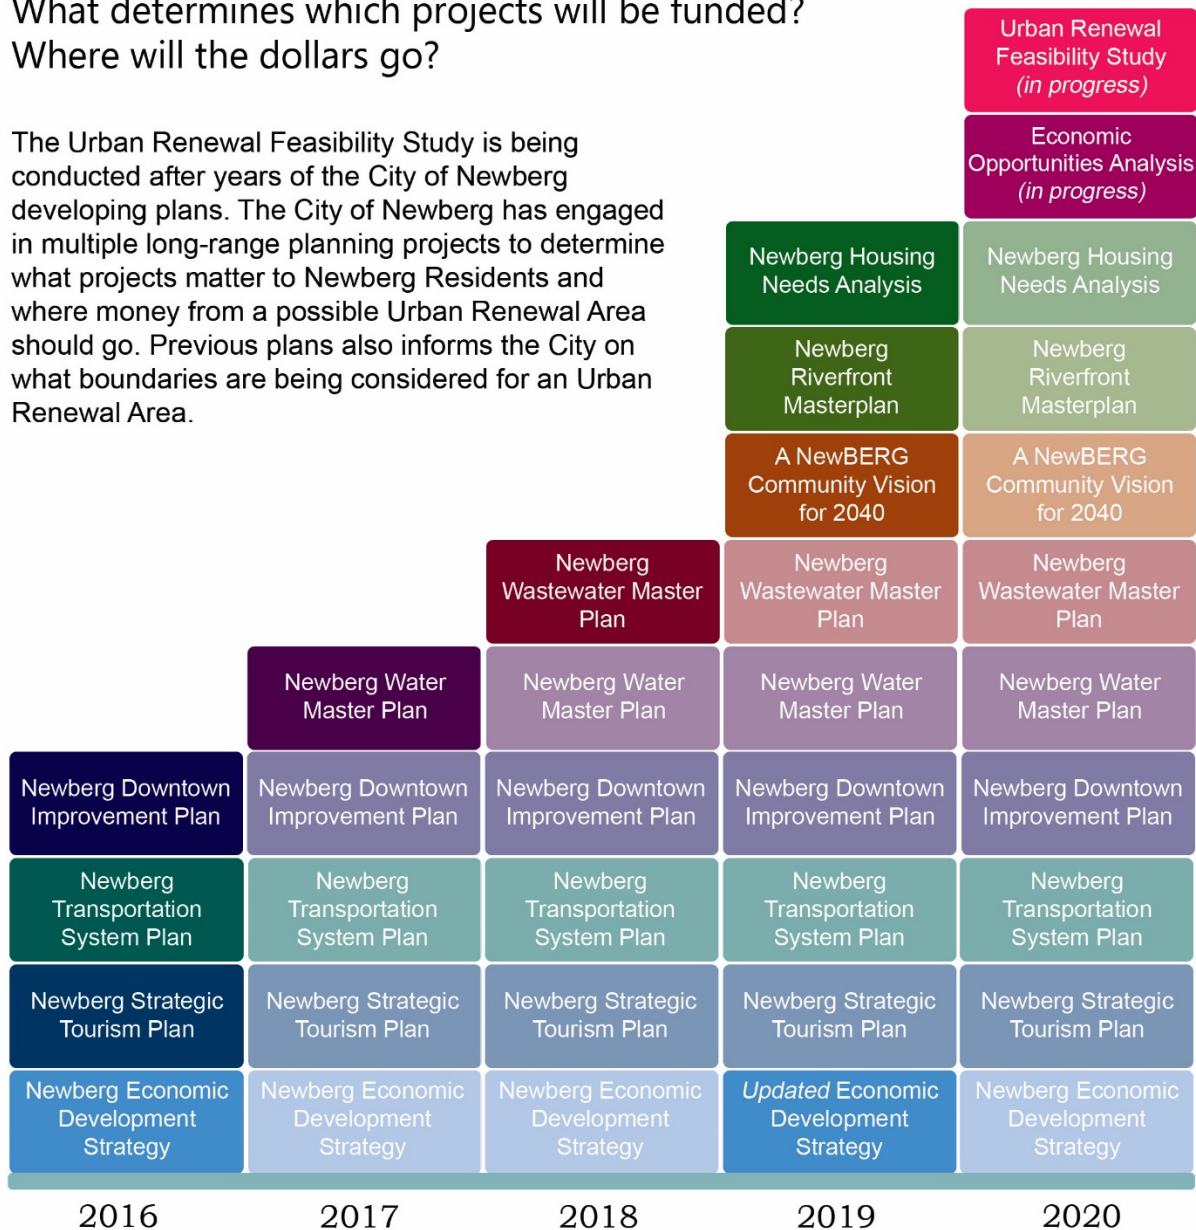 What determines which projects will be funded?
Where will the dollars go?
The Urban Renewal Feasibility Study is being
conducted after years of the City of Newberg
developing plans. The City of Newberg has engaged
in multiple long-range planning projects to determine
what projects matter to Newberg Residents and
where money from a possible Urban Renewal Area
should go. Previous plans also informs the City on
what boundaries are being considered for an Urban
Renewal Area.
Newberg Downtown
Improvement Plan
Newberg
Transportation
System Plan
Newberg Strategic
Tourism Plan
Newberg Economic
Development
Strategy
2016
Newberg Water
Master Plan
Newberg Downtown
Improvement Plan
Newberg
Transportation
System Plan
Newberg Strategic
Tourism Plan
Newberg Economic
Development
Strategy
2017
Newberg
Wastewater Master
Plan
Newberg Water
Master Plan
Newberg Downtown
Improvement Plan
Newberg
Transportation
System Plan
Newberg Strategic
Tourism Plan
Newberg Economic
Development
Strategy
2018
Newberg Housing
Needs Analysis
Newberg
Riverfront
Masterplan
A NewBERG
Community Vision
for 2040
Newberg
Wastewater Master
Plan
Newberg Water
Master Plan
Newberg Downtown
Improvement Plan
Newberg
Transportation
System Plan
Newberg Strategic
Tourism Plan
Updated Economic
Development
Strategy
2019
Urban Renewal
Feasibility Study
(in progress)
Economic
Opportunities Analysis
(in progress)
Newberg Housing
Needs Analysis
Newberg
Riverfront
Masterplan
A NewBERG
Community Vision
for 2040
Newberg
Wastewater Master
Plan
Newberg Water
Master Plan
Newberg Downtown
Improvement Plan
Newberg
Transportation
System Plan
Newberg Strategic
Tourism Plan
Newberg Economic
Development
Strategy
2020